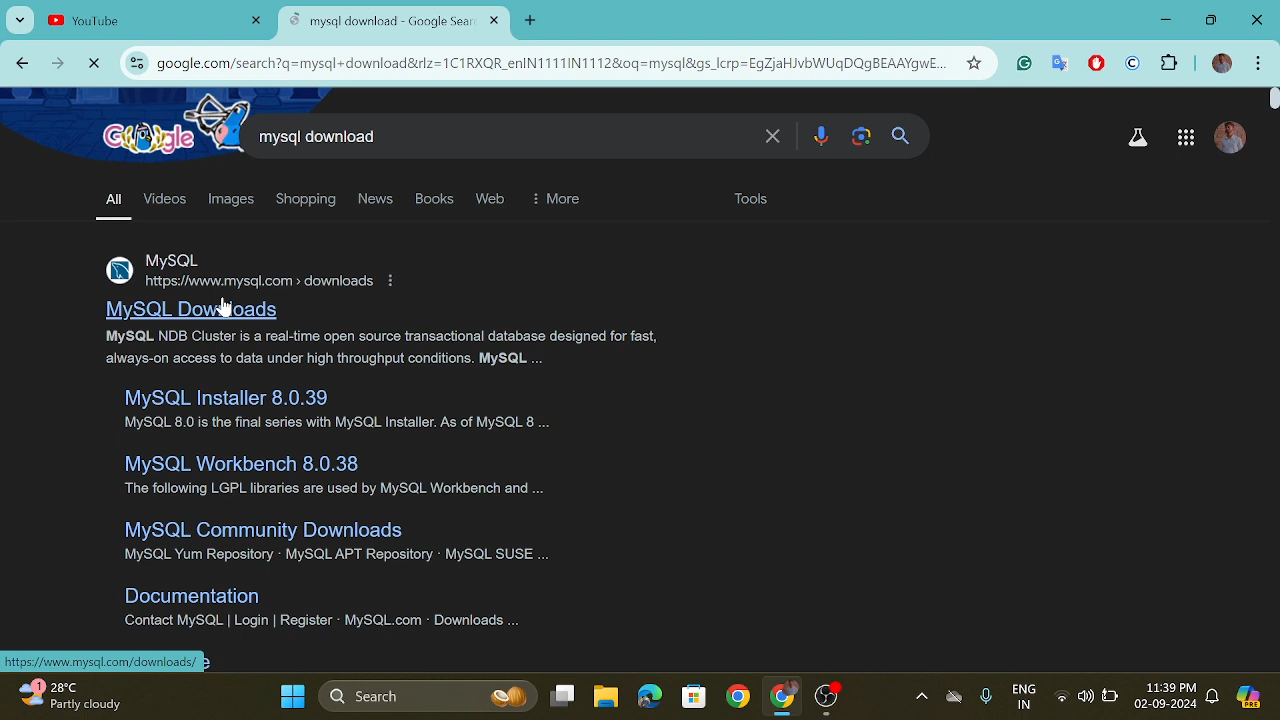 YouTube
mysql download - Google Sear
google.com/search?q=mysql+download&rlz=1C1RXQR_enIN1111IN1112&oq=mysql&gs_lcrp=EgZjaHJvbWUqDQgBEAAYgwE...
Google
mysql download
All Videos Images Shopping News Books Web More Tools
MySQL
https://www.mysql.com › downloads
MySQL Downloads
MySQL NDB Cluster is a real-time open source transactional database designed for fast,
always-on access to data under high throughput conditions. MySQL ...
MySQL Installer 8.0.39
MySQL 8.0 is the final series with MySQL Installer. As of MySQL 8 ...
MySQL Workbench 8.0.38
The following LGPL libraries are used by MySQL Workbench and ...
MySQL Community Downloads
MySQL Yum Repository · MySQL APT Repository · MySQL SUSE ...
Documentation
Contact MySQL | Login | Register · MySQL.com · Downloads ...
https://www.mysql.com/downloads/
1
28°C
Partly cloudy
Search
ENG
IN
11:39 PM
02-09-2024
PRE